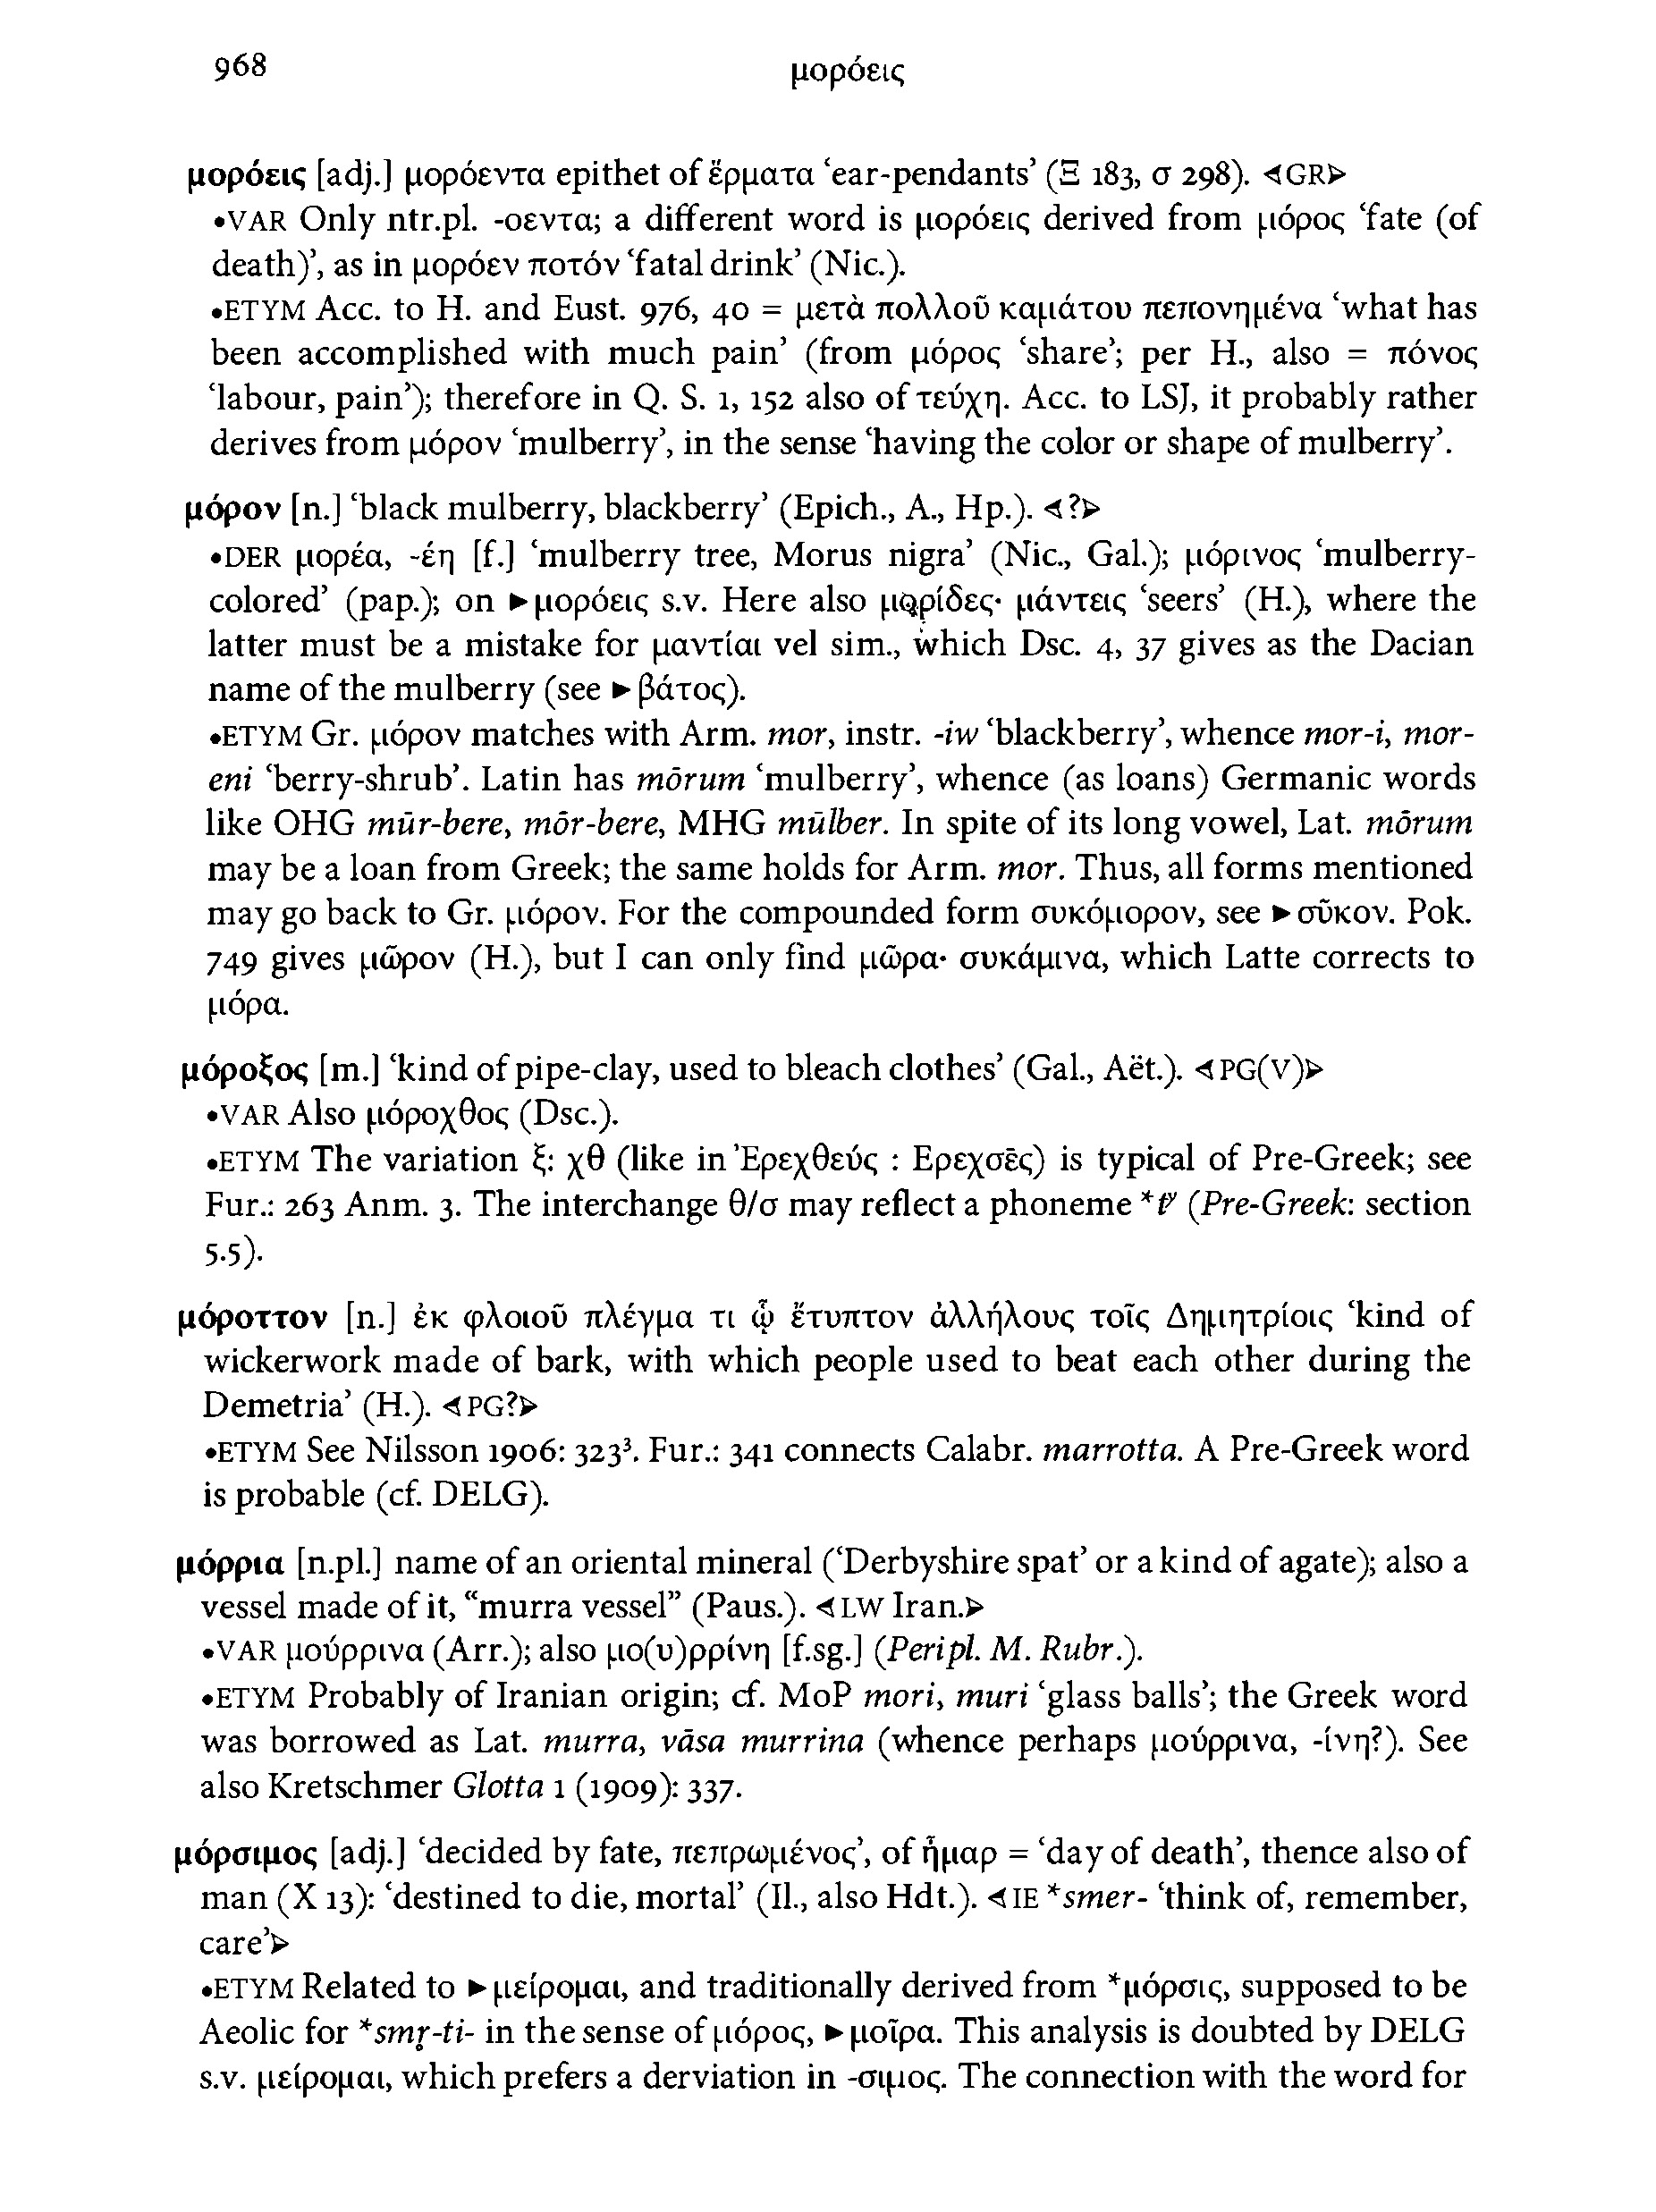 968
μορόεις
μορόεις [adj.] μορόεντα epithet of ἕρματα ‘ear-pendants’ (Ξ 183, σ 298). ⊲GR⊳
•VAR Only ntr.pl. -οεντα; a different word is μορόεις derived from μόρος ‘fate (of
death)’, as in μορόεν ποτόν ‘fatal drink’ (Nic.).
•ETYM Acc. to H. and Eust. 976, 40 = μετὰ πολλοῦ καμάτου πεπονημένα ‘what has
been accomplished with much pain’ (from μόρος ‘share’; per H., also = πόνος
‘labour, pain’); therefore in Q. S. 1, 152 also of τεύχη. Acc. to LSJ, it probably rather
derives from μόρον ‘mulberry’, in the sense ‘having the color or shape of mulberry’.
μόρον [n.] ‘black mulberry, blackberry’ (Epich., A., Hp.). ⊲?⊳
•DER μορέα, -έη [f.] ‘mulberry tree, Morus nigra’ (Nic., Gal.); μόρινος ‘mulberry-
colored’ (pap.); on ►μορόεις s.v. Here also μορίδες· μάντεις ‘seers’ (H.), where the
latter must be a mistake for μαντίαι vel sim., which Dsc. 4, 37 gives as the Dacian
name of the mulberry (see ►βάτος).
•ETYM Gr. μόρον matches with Arm. mor, instr. -iw ‘blackberry’, whence mor-i, mor-
eni ‘berry-shrub’. Latin has mōrum ‘mulberry’, whence (as loans) Germanic words
like OHG mūr-bere, mōr-bere, MHG mūlber. In spite of its long vowel, Lat. mōrum
may be a loan from Greek; the same holds for Arm. mor. Thus, all forms mentioned
may go back to Gr. μόρον. For the compounded form συκόμορον, see ►σῦκον. Pok.
749 gives μῶρον (H.), but I can only find μῶρα· συκάμινα, which Latte corrects to
μόρα.
μόροξος [m.] ‘kind of pipe-clay, used to bleach clothes’ (Gal., Aët.). ⊲PG(V)⊳
•VAR Also μόροχθος (Dsc.).
•ETYM The variation ξ: χθ (like in Ἐρεχθεύς : Ερεχσες) is typical of Pre-Greek; see
Fur.: 263 Anm. 3. The interchange θ/σ may reflect a phoneme *tʸ (Pre-Greek: section
5.5).
μόροττον [n.] ἐκ φλοιοῦ πλέγμα τι ᾧ ἔτυπτον ἀλλήλους τοῖς Δημητρίοις ‘kind of
wickerwork made of bark, with which people used to beat each other during the
Demetria’ (H.). ⊲PG?⊳
•ETYM See Nilsson 1906: 323³. Fur.: 341 connects Calabr. marrotta. A Pre-Greek word
is probable (cf. DELG).
μόρρια [n.pl.] name of an oriental mineral (‘Derbyshire spat’ or a kind of agate); also a
vessel made of it, “murra vessel” (Paus.). ⊲LW Iran.⊳
•VAR μούρρινα (Arr.); also μο(υ)ρρίνη [f.sg.] (Peripl. M. Rubr.).
•ETYM Probably of Iranian origin; cf. MoP mori, muri ‘glass balls’; the Greek word
was borrowed as Lat. murra, vāsa murrina (whence perhaps μούρρινα, -ίνη?). See
also Kretschmer Glotta 1 (1909): 337.
μόρσιμος [adj.] ‘decided by fate, πεπρωμένος’, of ἦμαρ = ‘day of death’, thence also of
man (Χ 13): ‘destined to die, mortal’ (Il., also Hdt.). ⊲IE *smer- ‘think of, remember,
care’⊳
•ETYM Related to ►μείρομαι, and traditionally derived from *μόρσις, supposed to be
Aeolic for *smr̥-ti- in the sense of μόρος, ►μοῖρα. This analysis is doubted by DELG
s.v. μείρομαι, which prefers a derviation in -σιμος. The connection with the word for